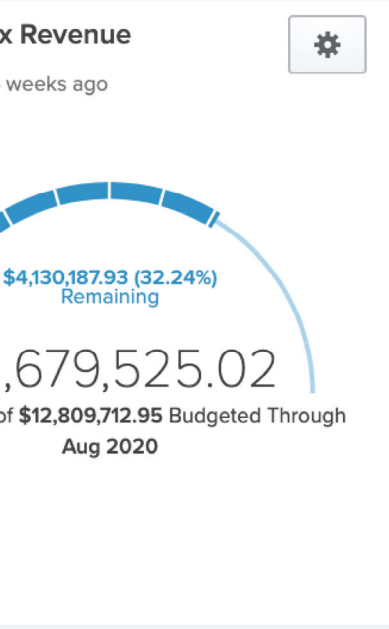 x Revenue
weeks ago
$4,130,187.93 (32.24%)
Remaining
,679,525.02
of $12,809,712.95 Budgeted Through
Aug 2020